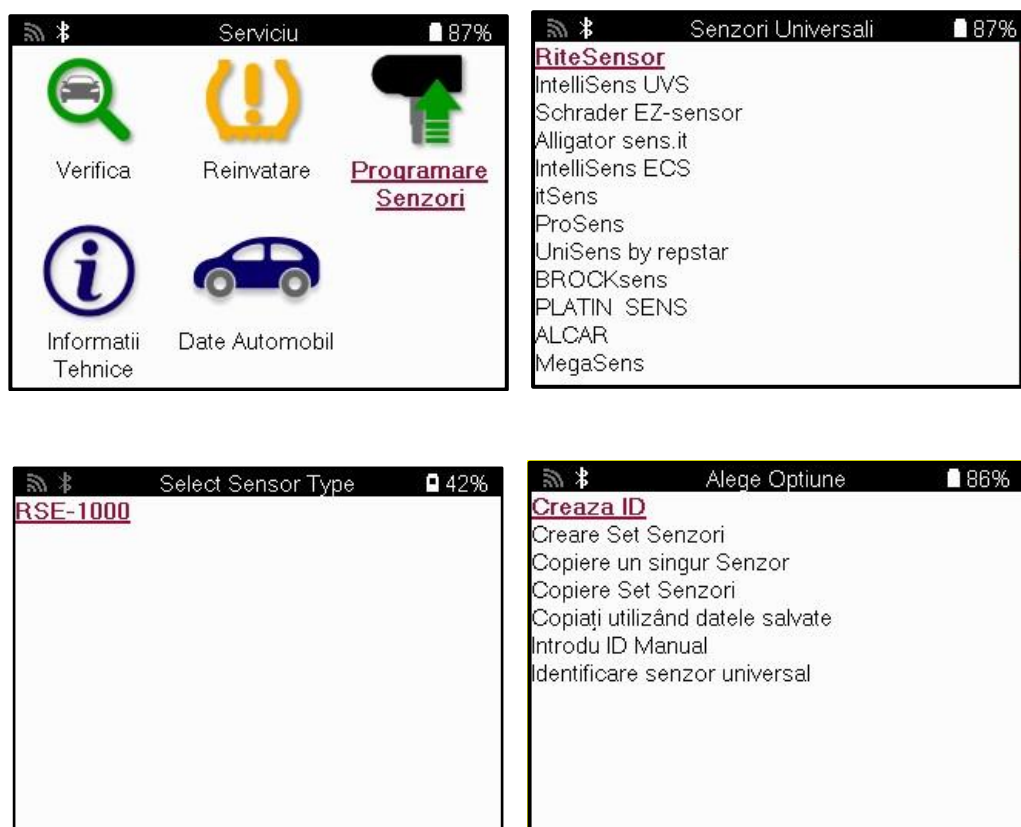 Serviciu 87%
Verifica
Reinvatare
Programare
Senzori
Informatii
Tehnice
Date Automobil
Senzori Universali 87%
RiteSensor
IntelliSens UVS
Schrader EZ-sensor
Alligator sens.it
IntelliSens ECS
itSens
ProSens
UniSens by repstar
BROCKsens
PLATIN SENS
ALCAR
MegaSens
Select Sensor Type 42%
RSE-1000
Alege Optiune 86%
Creaza ID
Creare Set Senzori
Copiere un singur Senzor
Copiere Set Senzori
Copiați utilizând datele salvate
Introdu ID Manual
Identificare senzor universal